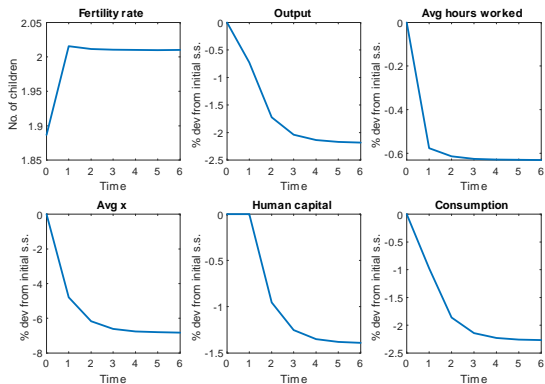 Fertility rate
No. of children
2.05
2
1.95
1.9
1.85
0 1 2 3 4 5 6
Time
Output
% dev from initial s.s.
0
-0.5
-1
-1.5
-2
-2.5
0 1 2 3 4 5 6
Time
Avg hours worked
% dev from initial s.s.
0
-0.2
-0.4
-0.6
0 1 2 3 4 5 6
Time
Avg x
% dev from initial s.s.
0
-2
-4
-6
-8
0 1 2 3 4 5 6
Time
Human capital
% dev from initial s.s.
0
-0.5
-1
-1.5
0 1 2 3 4 5 6
Time
Consumption
% dev from initial s.s.
0
-0.5
-1
-1.5
-2
-2.5
0 1 2 3 4 5 6
Time